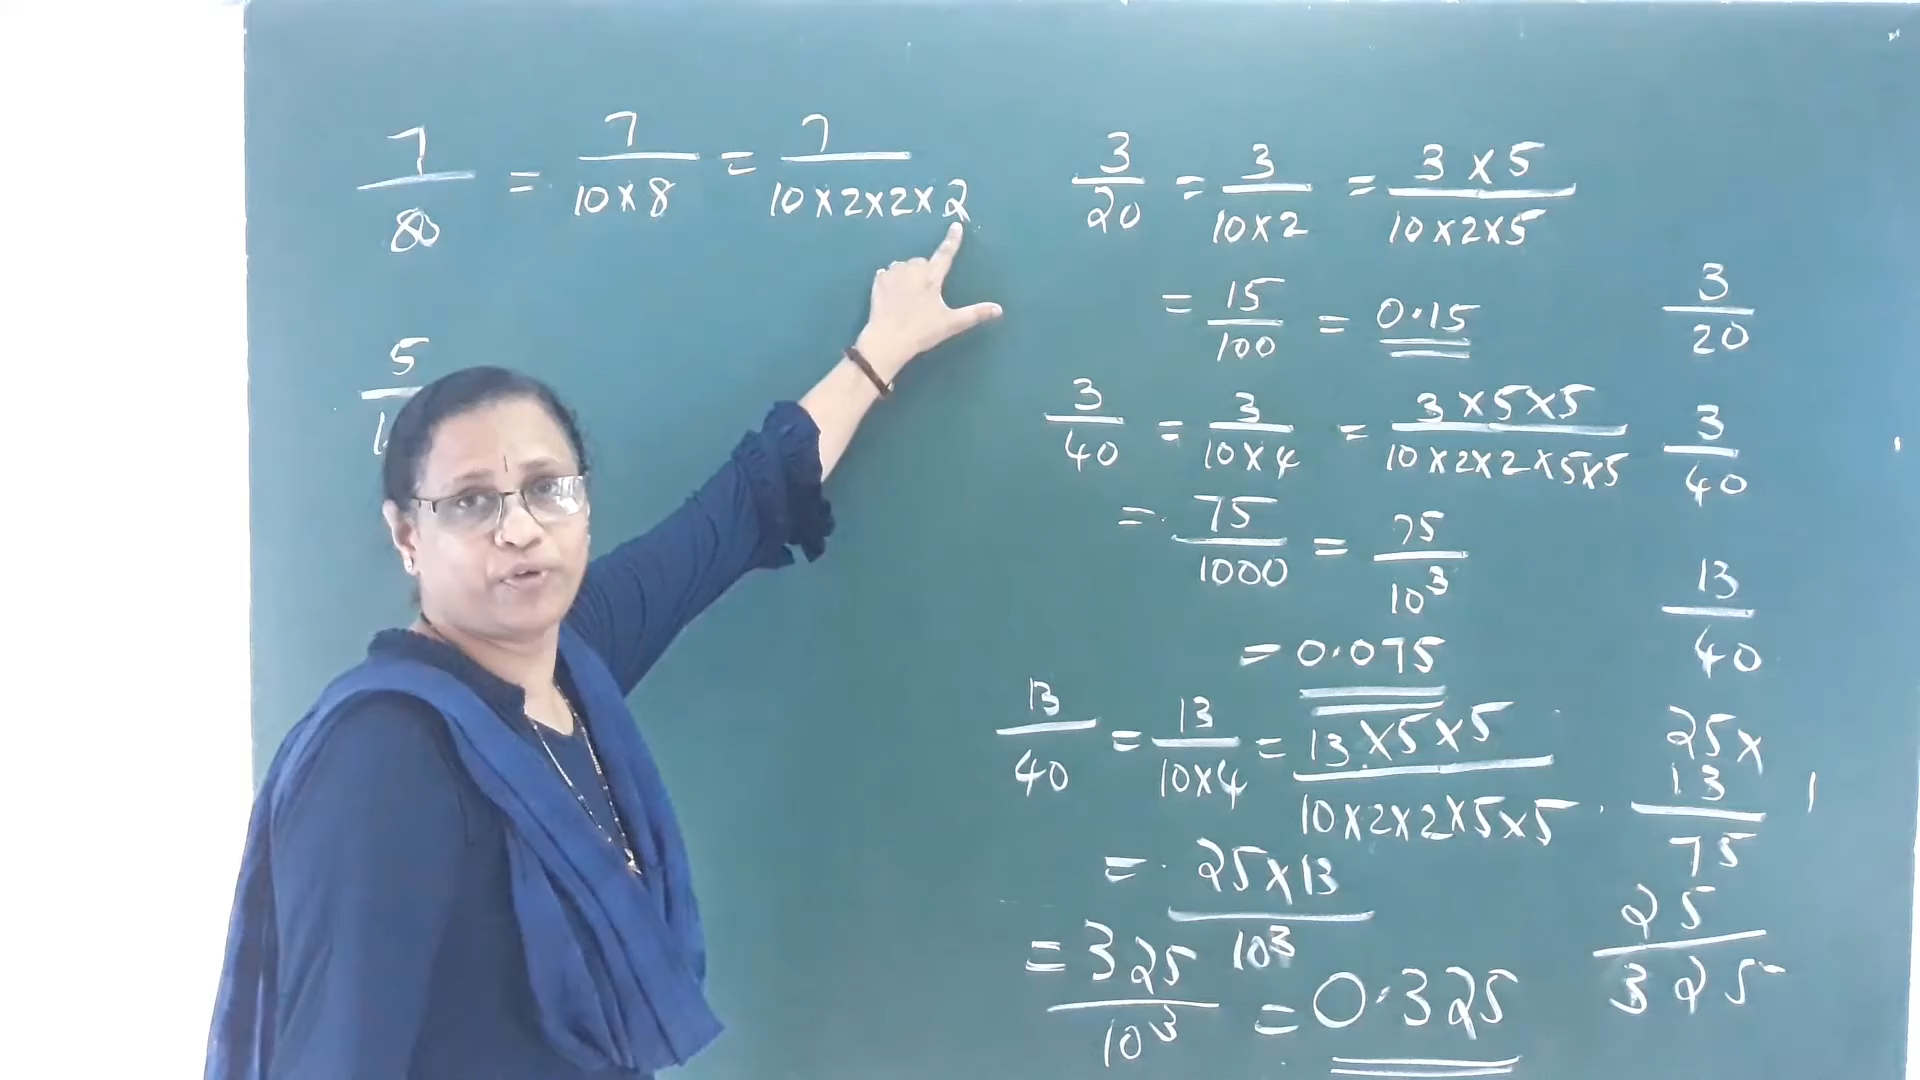 7/80 = 7/(10×8) = 7/(10×2×2×2)
5/1
3/20 = 3/(10×2) = (3×5)/(10×2×5)
= 15/100 = 0.15
3/40 = 3/(10×4) = (3×5×5)/(10×2×2×5×5)
= 75/1000 = 75/10³
= 0.075
13/40 = 13/(10×4) = (13×5×5)/(10×2×2×5×5)
= (25×13)/10³
= 325/10³ = 0.325
3/20
3/40
13/40
25×
13
75
25
325